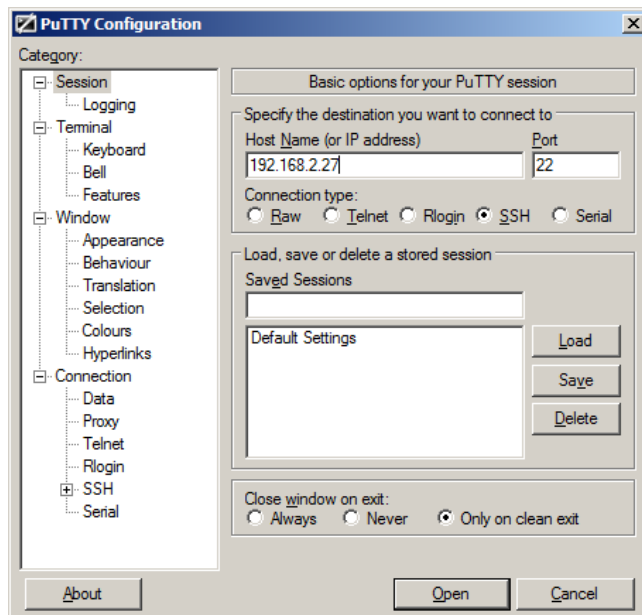 PuTTY Configuration
Category:
Session
Logging
Terminal
Keyboard
Bell
Features
Window
Appearance
Behaviour
Translation
Selection
Colours
Hyperlinks
Connection
Data
Proxy
Telnet
Rlogin
SSH
Serial
Basic options for your PuTTY session
Specify the destination you want to connect to
Host Name (or IP address) Port
192.168.2.27 22
Connection type:
Raw Telnet Rlogin SSH Serial
Load, save or delete a stored session
Saved Sessions
Default Settings
Load
Save
Delete
Close window on exit:
Always Never Only on clean exit
About Open Cancel